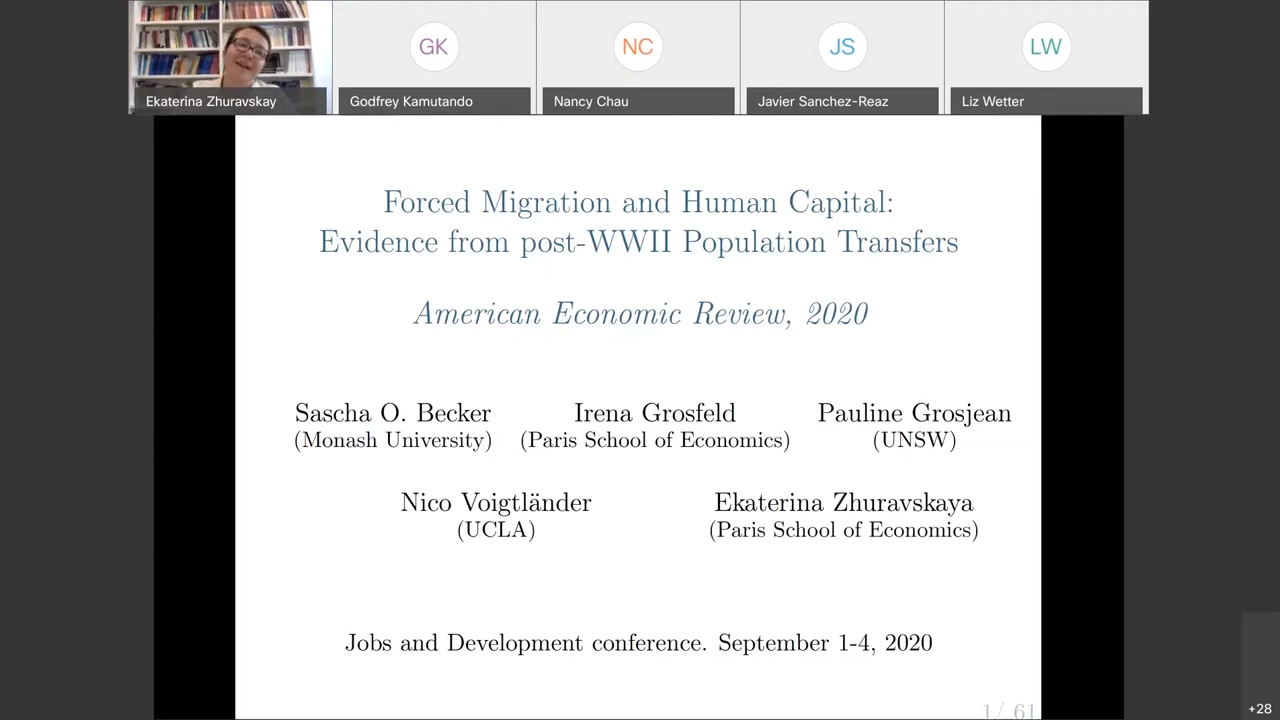 GK
NC
JS
LW
Ekaterina Zhuravskay
Godfrey Kamutando
Nancy Chau
Javier Sanchez-Reaz
Liz Wetter
Forced Migration and Human Capital:
Evidence from post-WWII Population Transfers
American Economic Review, 2020
Sascha O. Becker
Irena Grosfeld
Pauline Grosjean
(Monash University)
(Paris School of Economics)
(UNSW)
Nico Voigtländer
Ekaterina Zhuravskaya
(UCLA)
(Paris School of Economics)
Jobs and Development conference. September 1-4, 2020
1/ 61
+28